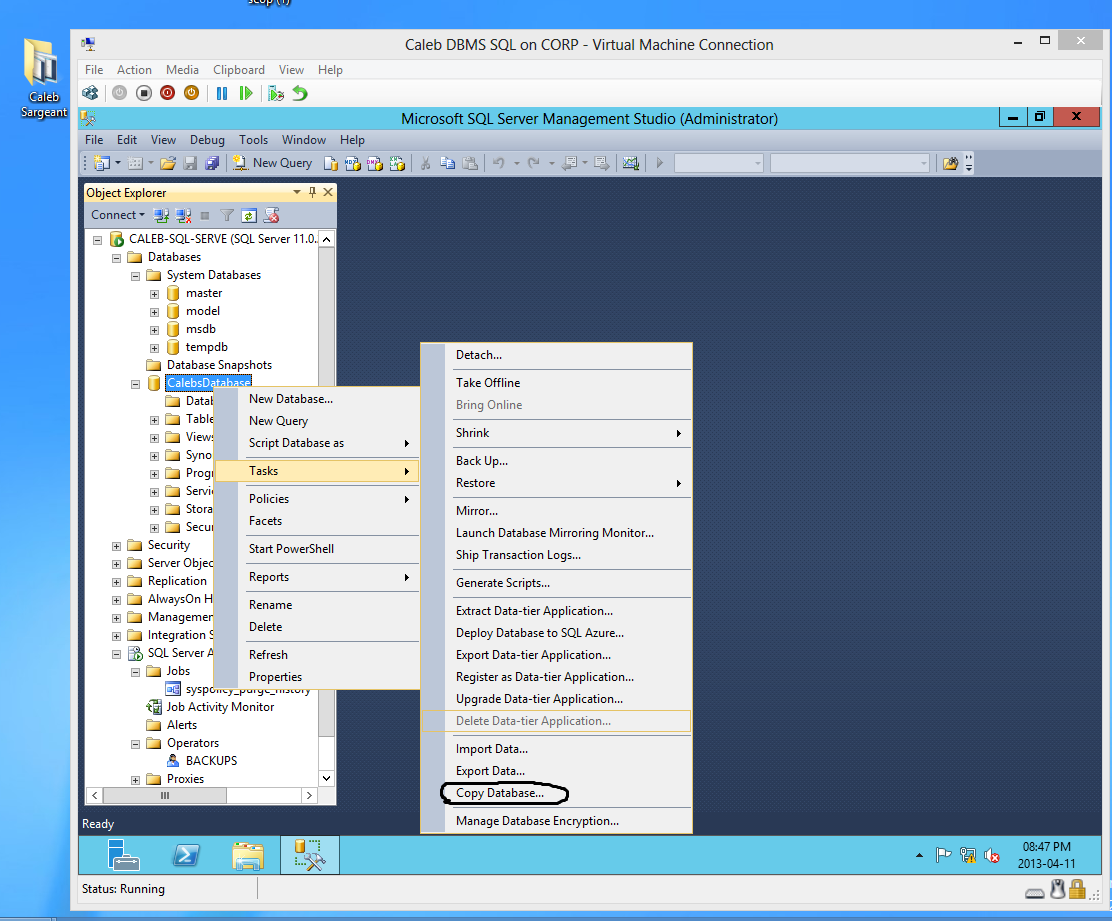 scop (1)
Caleb
Sargeant
Caleb DBMS SQL on CORP - Virtual Machine Connection
File Action Media Clipboard View Help
Microsoft SQL Server Management Studio (Administrator)
File Edit View Debug Tools Window Help
New Query
Object Explorer
Connect
CALEB-SQL-SERVE (SQL Server 11.0.
Databases
System Databases
master
model
msdb
tempdb
Database Snapshots
CalebsDatabase
Datab
Table
Views
Syno
Progr
Servi
Stora
Secur
Security
Server Objec
Replication
AlwaysOn H
Managemen
Integration S
SQL Server A
Jobs
syspolicy_purge_history
Job Activity Monitor
Alerts
Operators
BACKUPS
Proxies
New Database...
New Query
Script Database as
Tasks
Policies
Facets
Start PowerShell
Reports
Rename
Delete
Refresh
Properties
Detach...
Take Offline
Bring Online
Shrink
Back Up...
Restore
Mirror...
Launch Database Mirroring Monitor...
Ship Transaction Logs...
Generate Scripts...
Extract Data-tier Application...
Deploy Database to SQL Azure...
Export Data-tier Application...
Register as Data-tier Application...
Upgrade Data-tier Application...
Delete Data-tier Application...
Import Data...
Export Data...
Copy Database...
Manage Database Encryption...
Ready
08:47 PM
2013-04-11
Status: Running